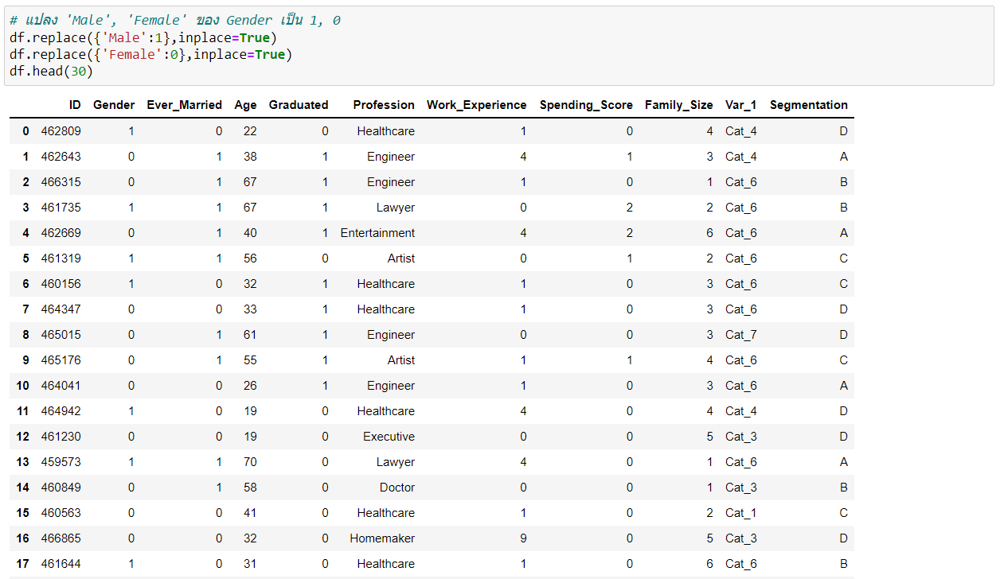 # แปลง 'Male', 'Female' ของ Gender เป็น 1, 0
df.replace({'Male':1},inplace=True)
df.replace({'Female':0},inplace=True)
df.head(30)
ID Gender Ever_Married Age Graduated Profession Work_Experience Spending_Score Family_Size Var_1 Segmentation
0 462809 1 0 22 0 Healthcare 1 0 4 Cat_4 D
1 462643 0 1 38 1 Engineer 4 1 3 Cat_4 A
2 466315 0 1 67 1 Engineer 1 0 1 Cat_6 B
3 461735 1 1 67 1 Lawyer 0 2 2 Cat_6 B
4 462669 0 1 40 1 Entertainment 4 2 6 Cat_6 A
5 461319 1 1 56 0 Artist 0 1 2 Cat_6 C
6 460156 1 0 32 1 Healthcare 1 0 3 Cat_6 C
7 464347 0 0 33 1 Healthcare 1 0 3 Cat_6 D
8 465015 0 1 61 1 Engineer 0 0 3 Cat_7 D
9 465176 0 1 55 1 Artist 1 1 4 Cat_6 C
10 464041 0 0 26 1 Engineer 1 0 3 Cat_6 A
11 464942 1 0 19 0 Healthcare 4 0 4 Cat_4 D
12 461230 0 0 19 0 Executive 0 0 5 Cat_3 D
13 459573 1 1 70 0 Lawyer 4 0 1 Cat_6 A
14 460849 0 1 58 0 Doctor 0 0 1 Cat_3 B
15 460563 0 0 41 0 Healthcare 1 0 2 Cat_1 C
16 466865 0 0 32 0 Homemaker 9 0 5 Cat_3 D
17 461644 1 0 31 0 Healthcare 1 0 6 Cat_6 B